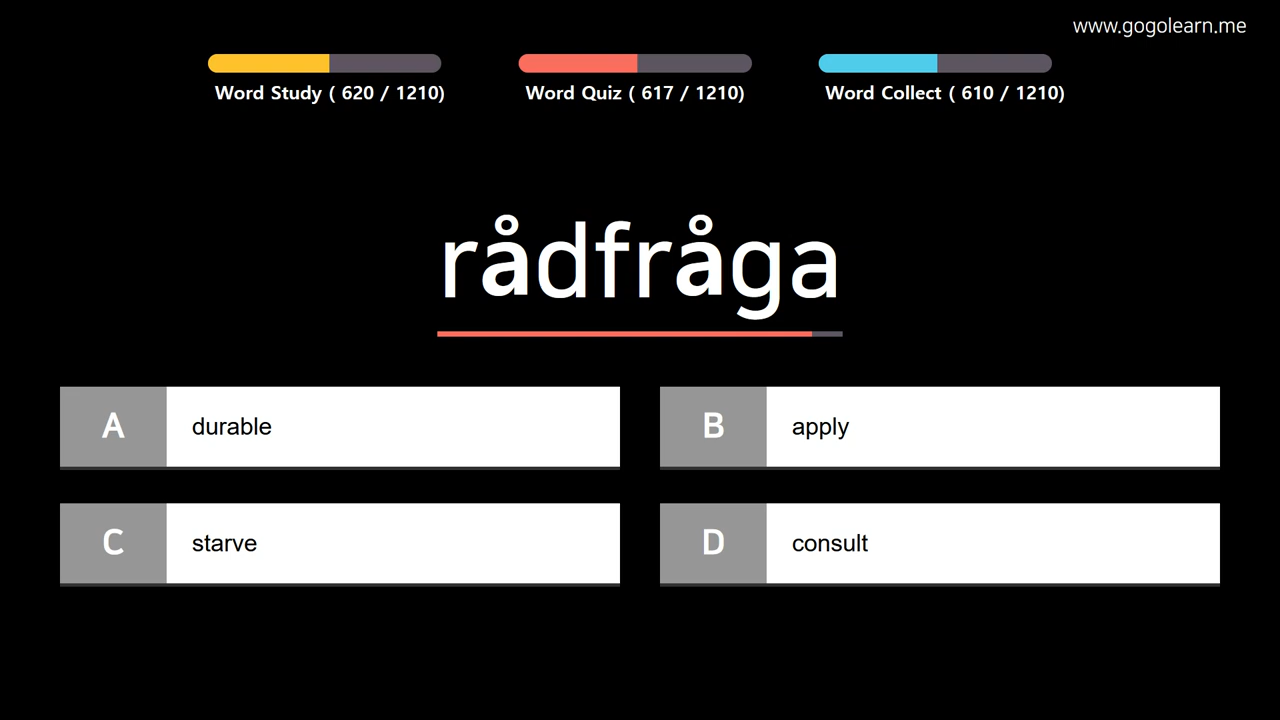 www.gogolearn.me
Word Study ( 620 / 1210)
Word Quiz ( 617 / 1210)
Word Collect ( 610 / 1210)
rådfråga
A durable
B apply
C starve
D consult